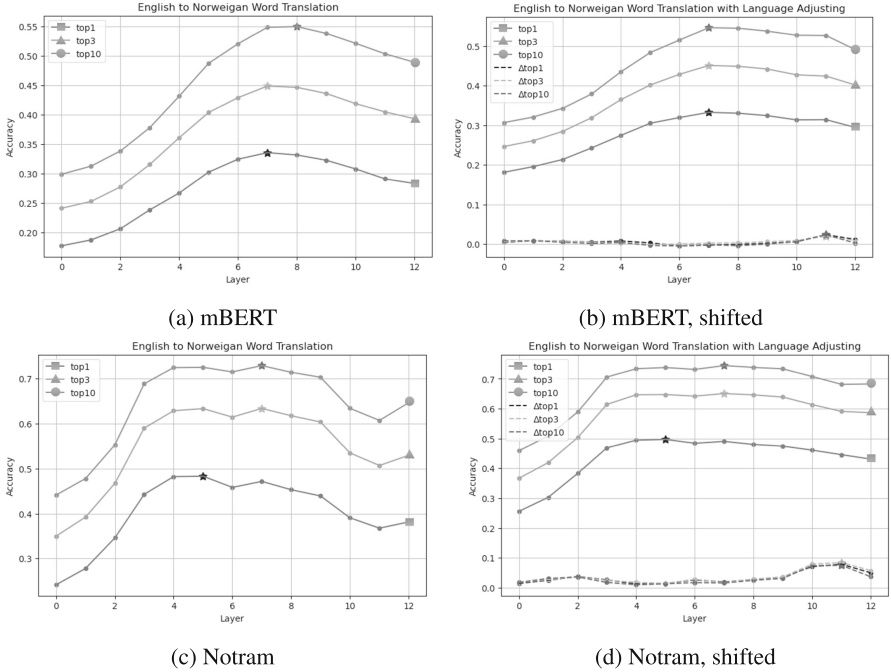 English to Norweigan Word Translation
English to Norweigan Word Translation with Language Adjusting
0.55
0.50
0.45
0.40
0.35
0.30
0.25
0.20
Accuracy
top1
top3
top10
0 2 4 6 8 10 12
Layer
0.5
0.4
0.3
0.2
0.1
0.0
Accuracy
top1
top3
top10
Δtop1
Δtop3
Δtop10
0 2 4 6 8 10 12
Layer
(a) mBERT
(b) mBERT, shifted
English to Norweigan Word Translation
English to Norweigan Word Translation with Language Adjusting
0.7
0.6
0.5
0.4
0.3
Accuracy
top1
top3
top10
0 2 4 6 8 10 12
Layer
0.7
0.6
0.5
0.4
0.3
0.2
0.1
0.0
Accuracy
top1
top3
top10
Δtop1
Δtop3
Δtop10
0 2 4 6 8 10 12
Layer
(c) Notram
(d) Notram, shifted